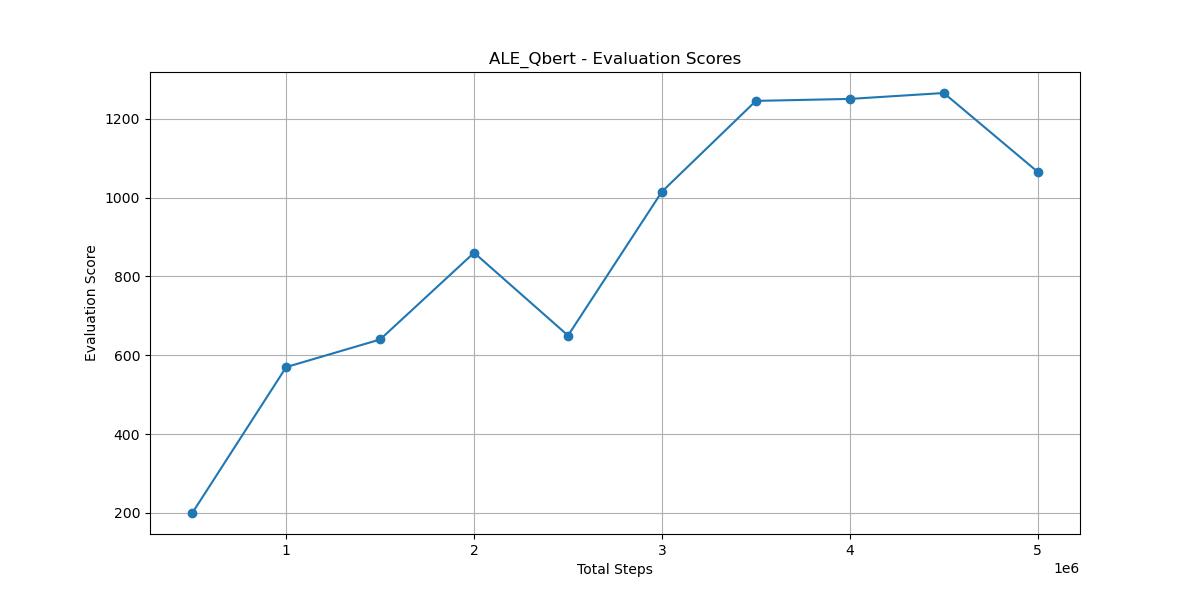 ALE_Qbert - Evaluation Scores
Evaluation Score
1200
1000
800
600
400
200
1 2 3 4 5
1e6
Total Steps